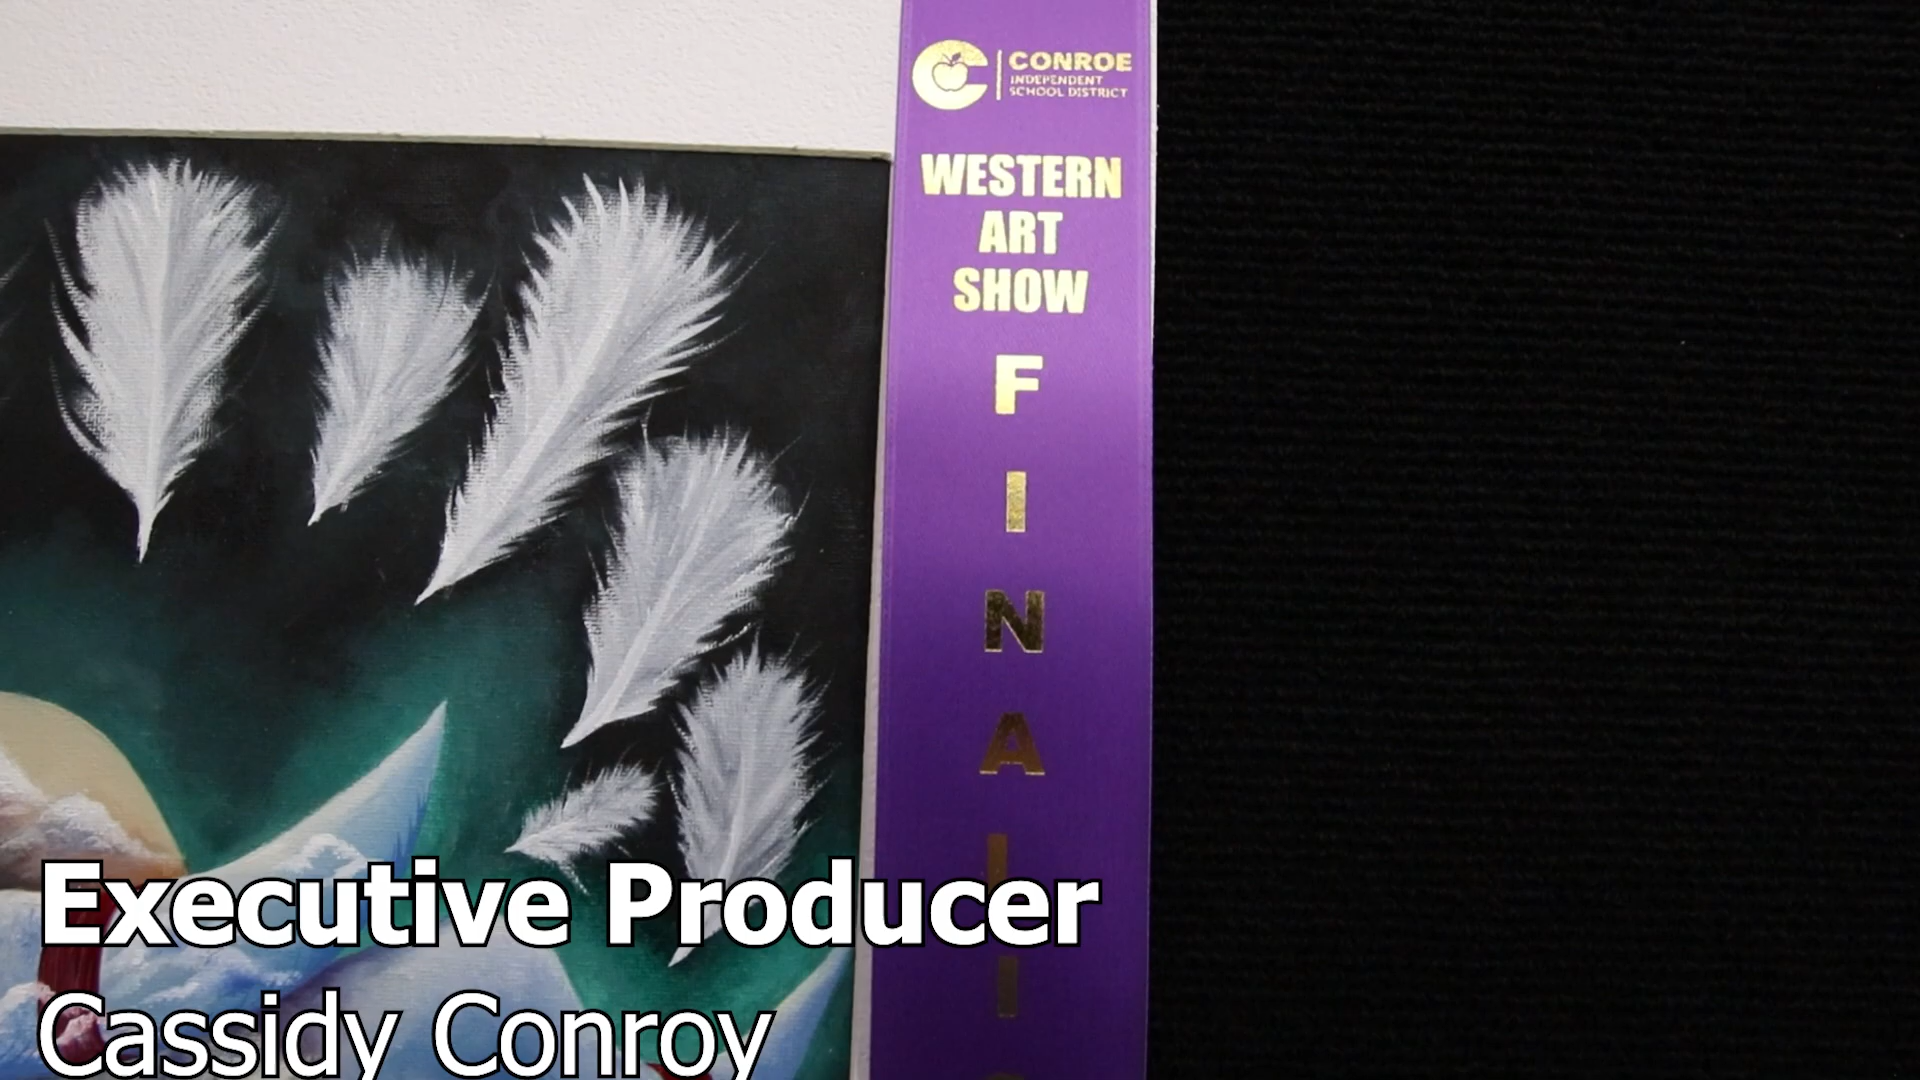 CONROE
INDEPENDENT
SCHOOL DISTRICT
WESTERN
ART
SHOW
F
I
N
A
L
I
Executive Producer
Cassidy Conroy